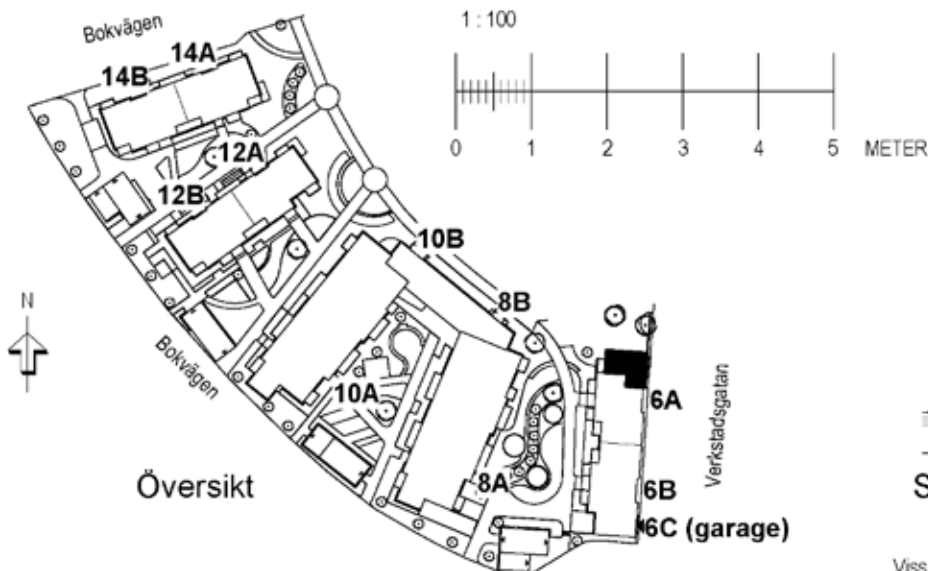 Bokvägen
1 : 100
14A
14B
0 1 2 3 4 5 METER
12A
12B
10B
N
8B
Bokvägen
10A
6A
Verkstadsgatan
Översikt
8A
6B
S
6C (garage)
Viss